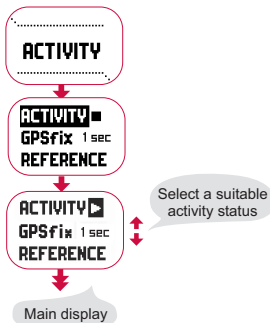 ACTIVITY
ACTIVITY
GPSfix 1 sec
REFERENCE
ACTIVITY
GPSfix 1 sec
REFERENCE
Select a suitable
activity status
Main display